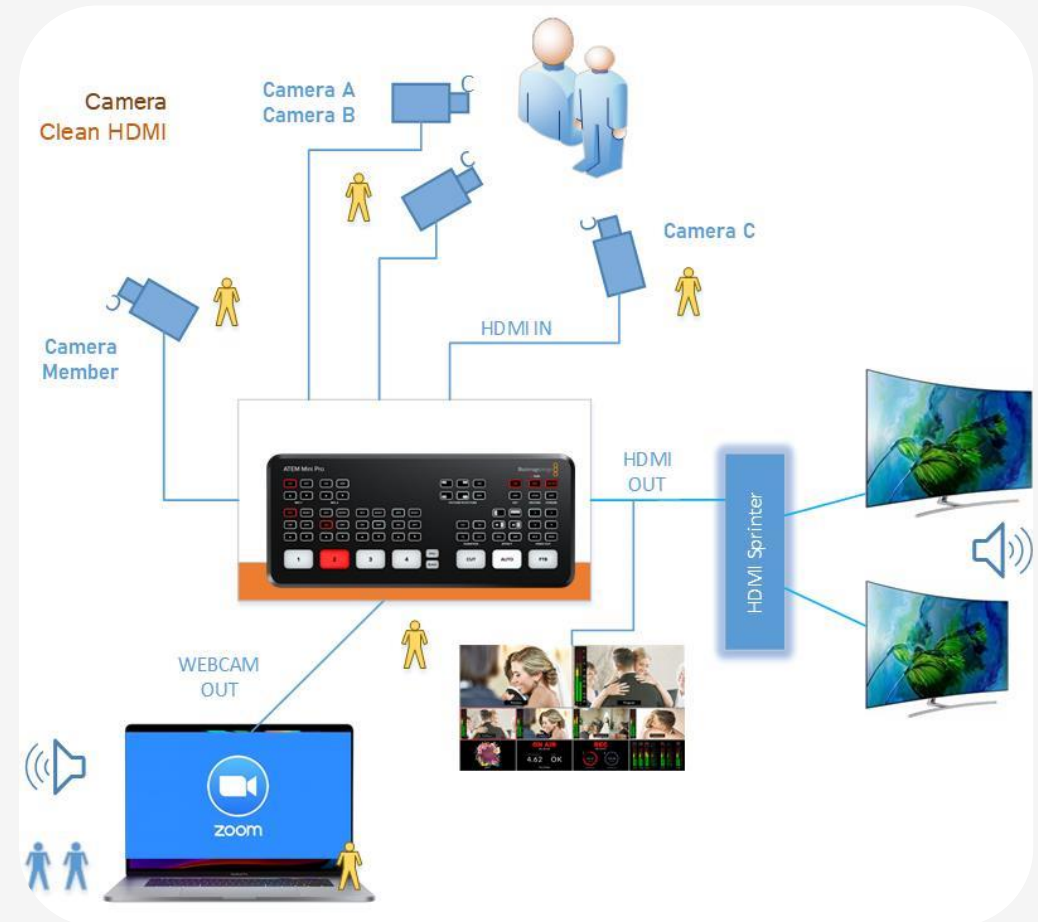 Camera
Clean HDMI
Camera A
Camera B
Camera C
HDMI IN
Camera
Member
ATEM Mini Pro
1
2
3
4
CUT
AUTO
FTB
HDMI
OUT
HDMI Sprinter
WEBCAM
OUT
ON AIR
REC
4.62 OK
zoom